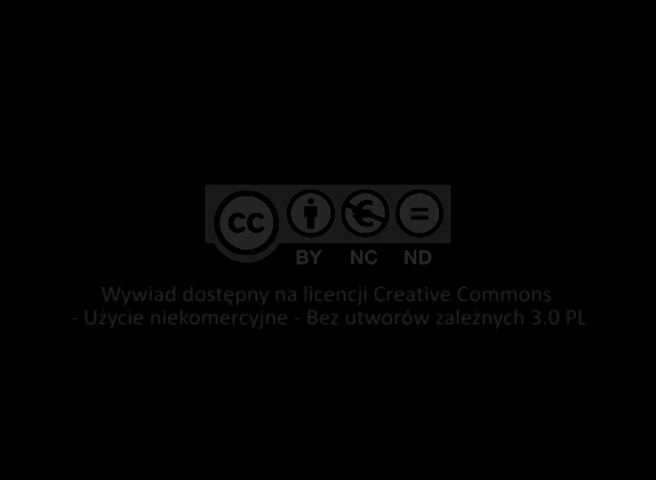 cc
BY NC ND
Wywiad dostępny na licencji Creative Commons
- Użycie niekomercyjne - Bez utworów zależnych 3.0 PL